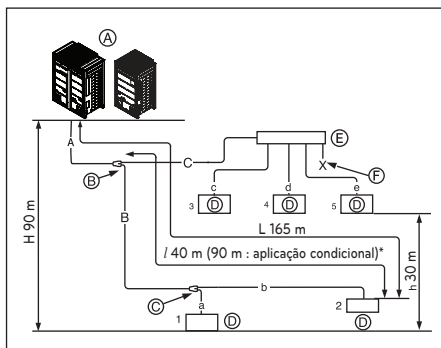 A
A
C
E
B
X
F
c
d
e
3 D
4 D
5 D
H 90 m
B
L 165 m
l 40 m (90 m : aplicação condicional)*
h 30 m
C
b
a
2
1 D
D